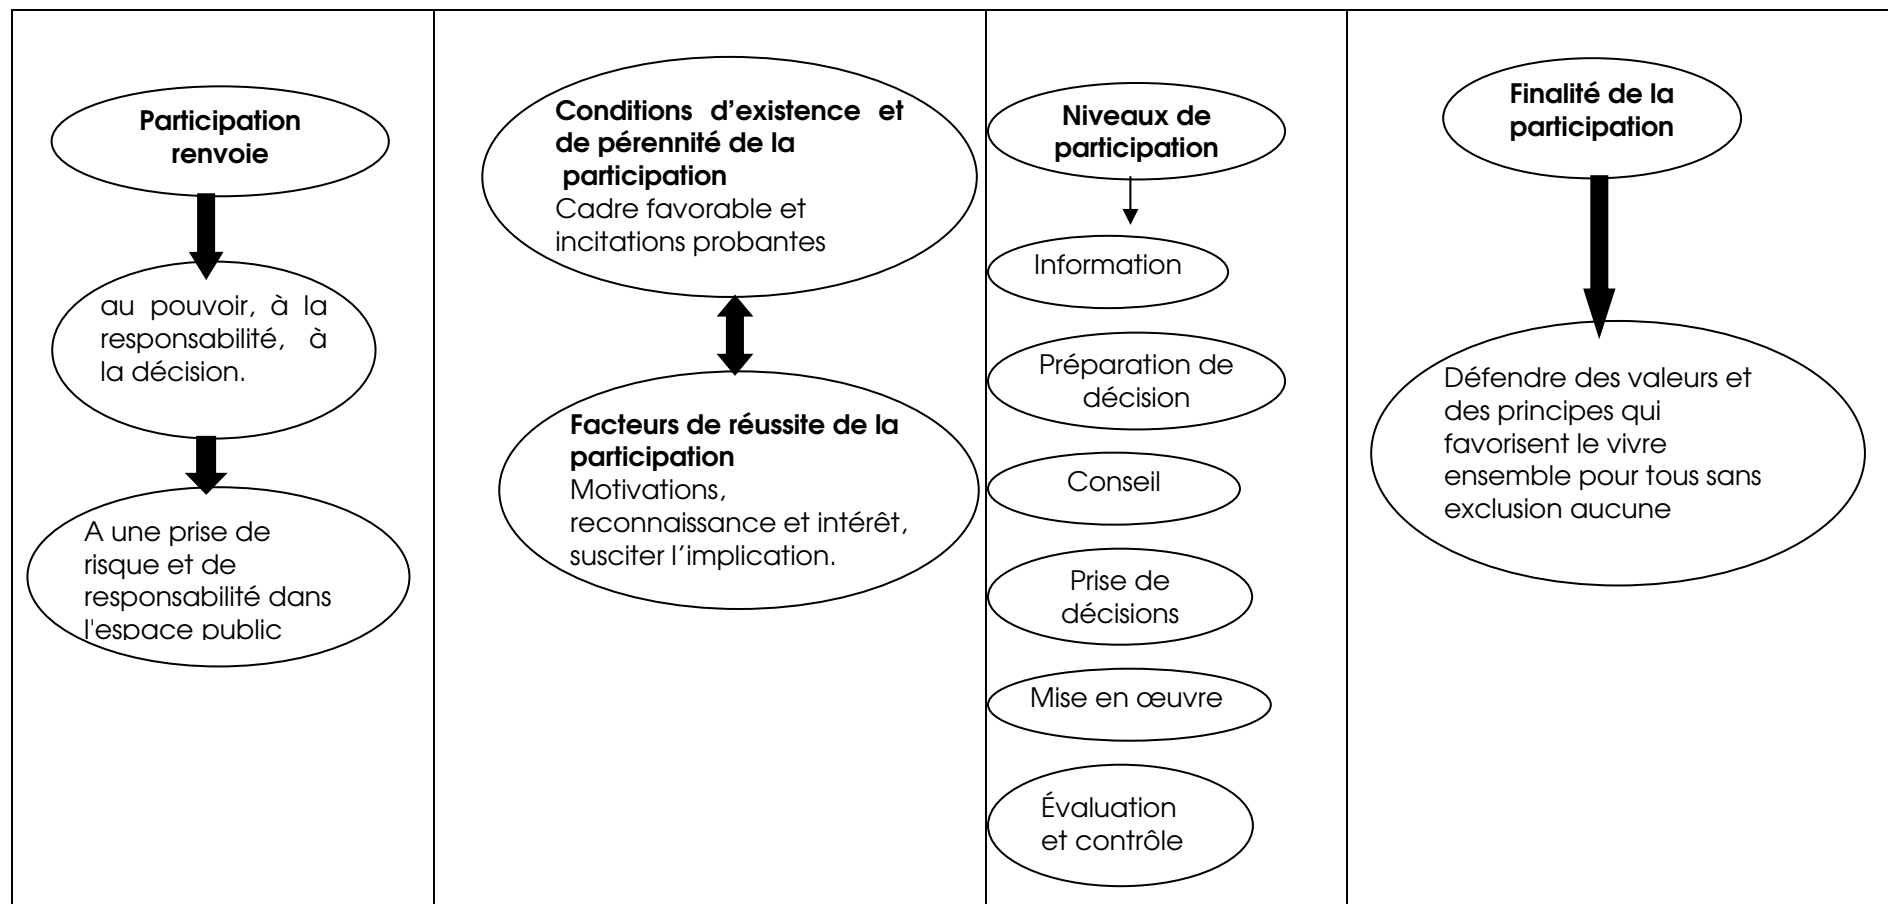 Participation
renvoie
au pouvoir, à la
responsabilité, à
la décision.
A une prise de
risque et de
responsabilité dans
l'espace public
Conditions d’existence et
de pérennité de la
participation
Cadre favorable et
incitations probantes
Facteurs de réussite de la
participation
Motivations,
reconnaissance et intérêt,
susciter l’implication.
Niveaux de
participation
Information
Préparation de
décision
Conseil
Prise de
décisions
Mise en œuvre
Évaluation
et contrôle
Finalité de la
participation
Défendre des valeurs et
des principes qui
favorisent le vivre
ensemble pour tous sans
exclusion aucune